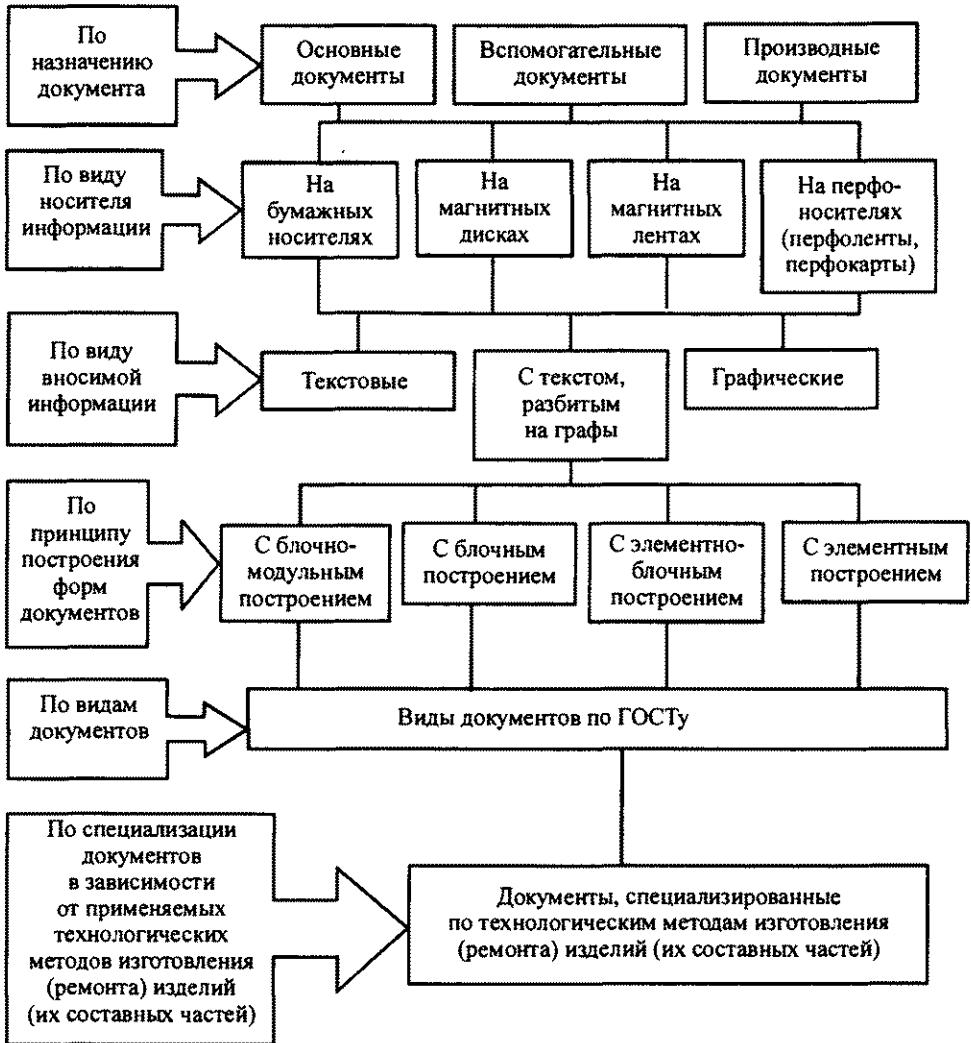 По
назначению
документа
Основные
документы
Вспомогательные
документы
Производные
документы
По виду
носителя
информации
На
бумажных
носителях
На
магнитных
дисках
На
магнитных
лентах
На перфо-
носителях
(перфоленты,
перфокарты)
По виду
вносимой
информации
Текстовые
С текстом,
разбитым
на графы
Графические
По
принципу
построения
форм
документов
С блочно-
модульным
построением
С блочным
построением
С элементно-
блочным
построением
С элементным
построением
По видам
документов
Виды документов по ГОСТу
По специализации
документов
в зависимости
от применяемых
технологических
методов изготовления
(ремонта) изделий
(их составных частей)
Документы, специализированные
по технологическим методам изготовления
(ремонта) изделий (их составных частей)